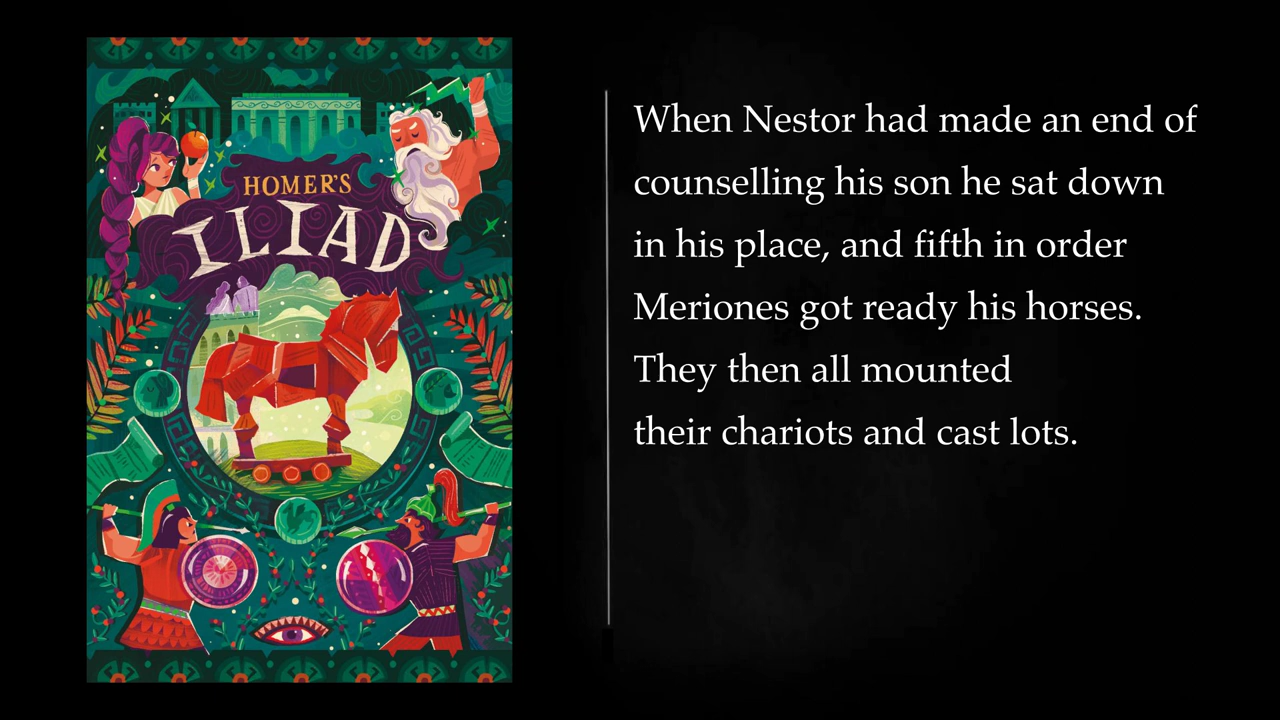 HOMER'S
ILIAD
When Nestor had made an end of
counselling his son he sat down
in his place, and fifth in order
Meriones got ready his horses.
They then all mounted
their chariots and cast lots.